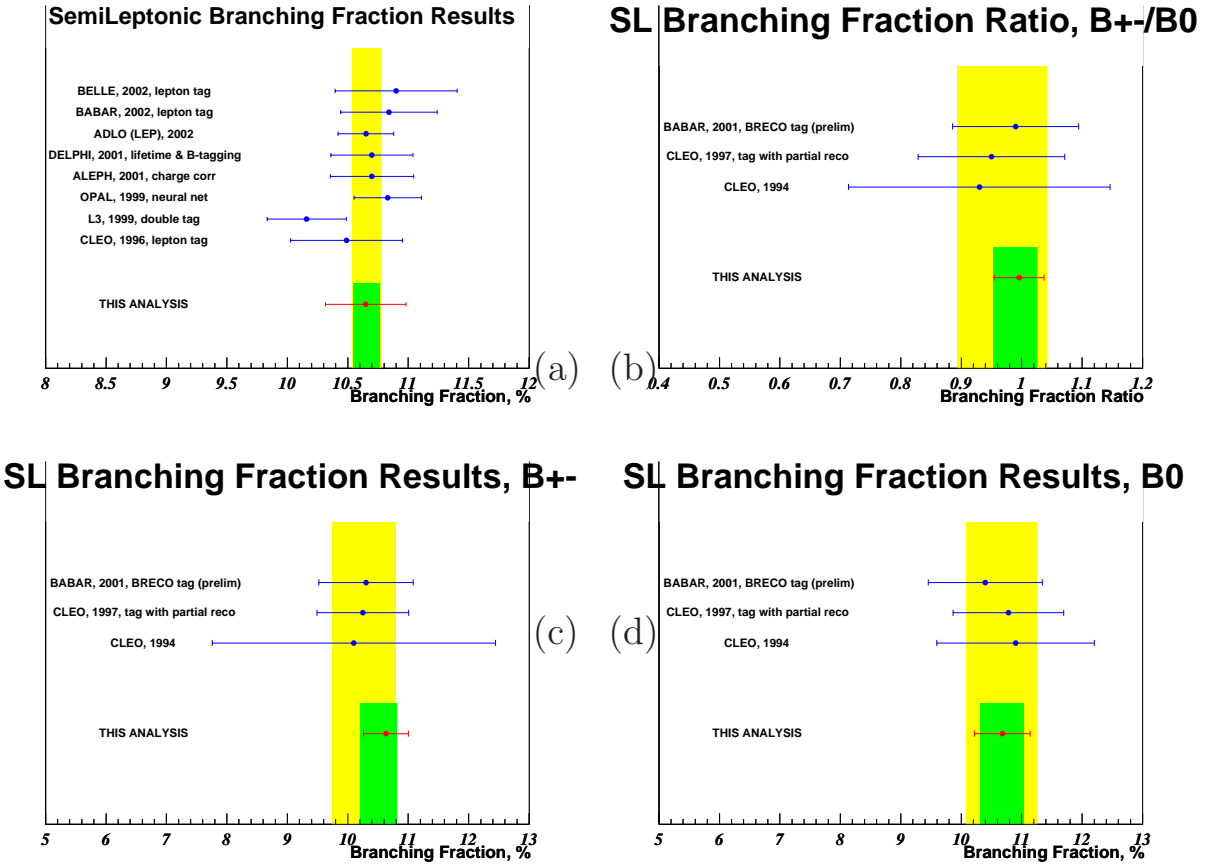 SemiLeptonic Branching Fraction Results
BELLE, 2002, lepton tag
BABAR, 2002, lepton tag
ADLO (LEP), 2002
DELPHI, 2001, lifetime & B-tagging
ALEPH, 2001, charge corr
OPAL, 1999, neural net
L3, 1999, double tag
CLEO, 1996, lepton tag
THIS ANALYSIS
8 8.5 9 9.5 10 10.5 11 11.5 12
Branching Fraction, %
(a)
SL Branching Fraction Ratio, B+-/B0
BABAR, 2001, BRECO tag (prelim)
CLEO, 1997, tag with partial reco
CLEO, 1994
THIS ANALYSIS
(b)
0.4 0.5 0.6 0.7 0.8 0.9 1 1.1 1.2
Branching Fraction Ratio
SL Branching Fraction Results, B+-
BABAR, 2001, BRECO tag (prelim)
CLEO, 1997, tag with partial reco
CLEO, 1994
THIS ANALYSIS
5 6 7 8 9 10 11 12 13
Branching Fraction, %
(c)
SL Branching Fraction Results, B0
BABAR, 2001, BRECO tag (prelim)
CLEO, 1997, tag with partial reco
CLEO, 1994
THIS ANALYSIS
(d)
5 6 7 8 9 10 11 12 13
Branching Fraction, %